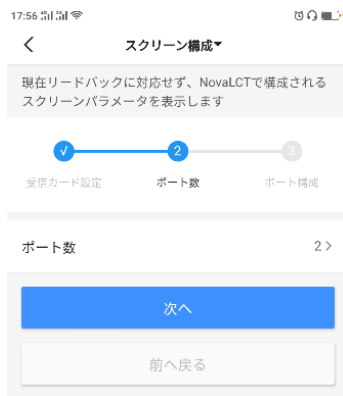 17:56
スクリーン構成▾
現在リードバックに対応せず、NovaLCTで構成される
スクリーンパラメータを表示します
2
3
受信カード設定
ポート数
ポート構成
ポート数
2
次へ
前へ戻る